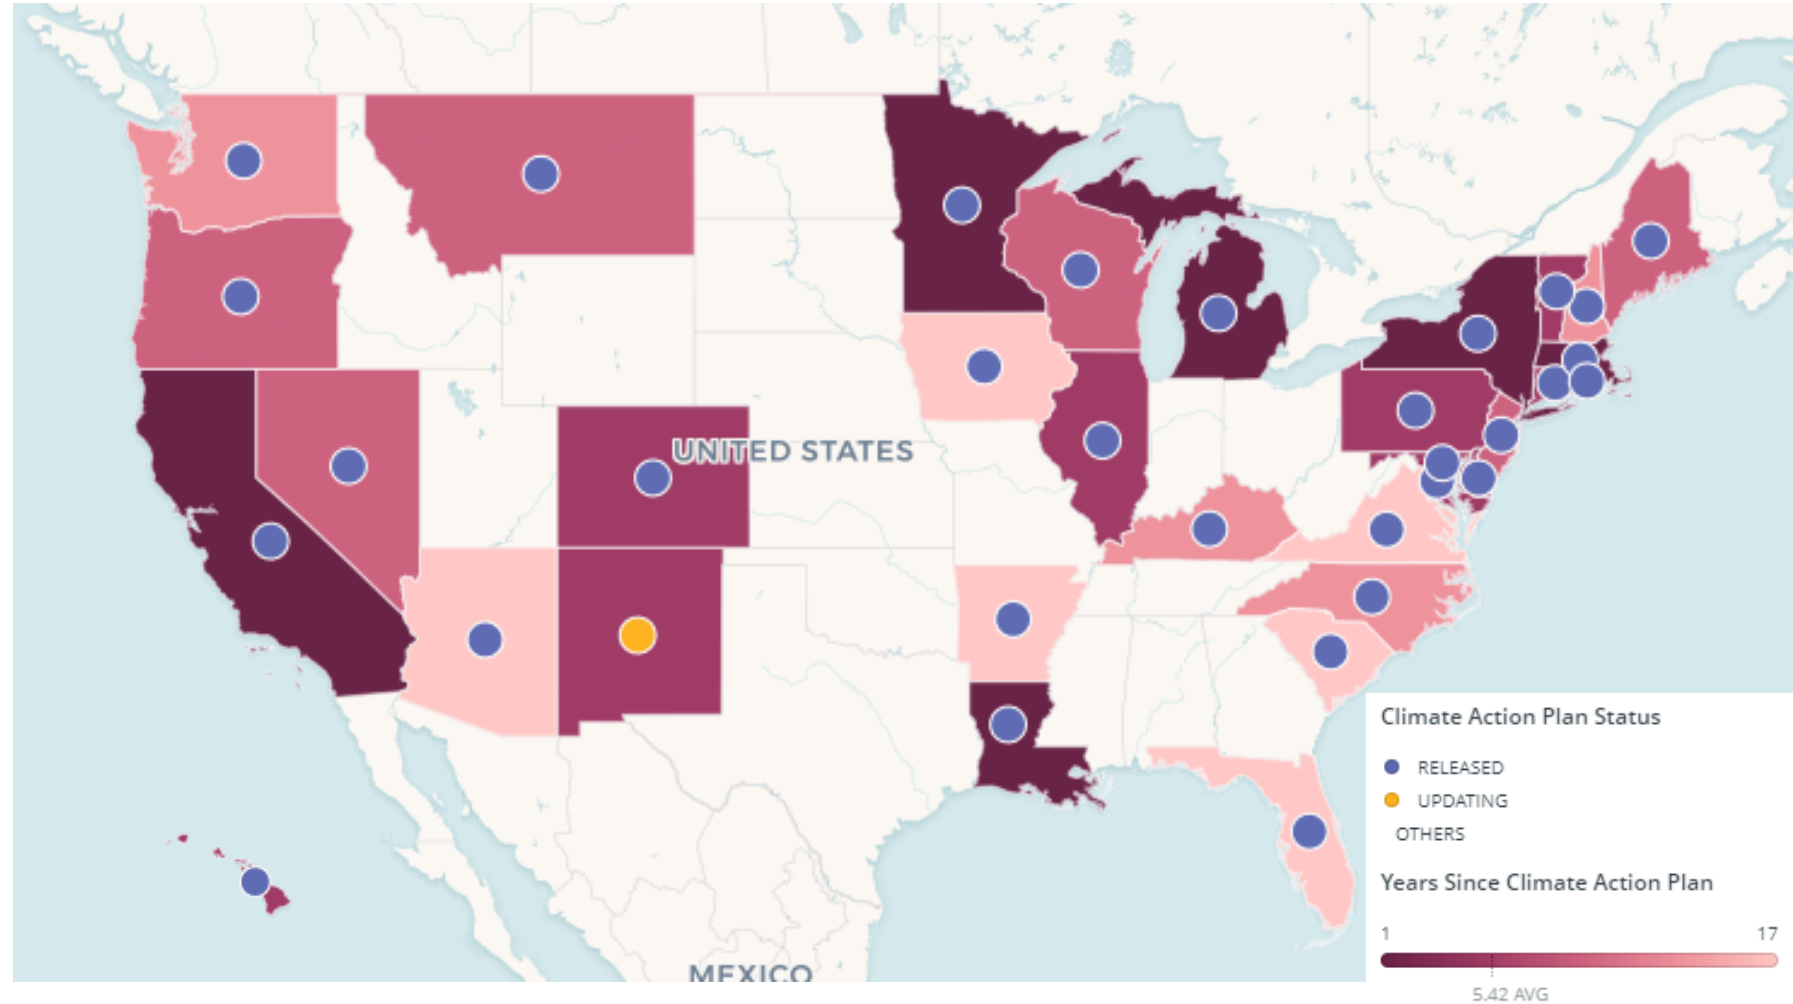 UNITED STATES
MEXICO
Climate Action Plan Status
RELEASED
UPDATING
OTHERS
Years Since Climate Action Plan
1 17
5.42 AVG